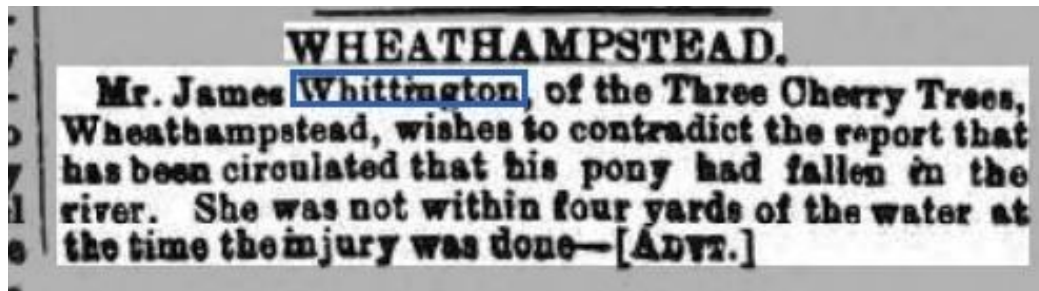 WHEATHAMPSTEAD.
Mr. James Whittington, of the Three Cherry Trees,
Wheathampstead, wishes to contradict the report that
has been circulated that his pony had fallen in the
river. She was not within four yards of the water at
the time the injury was done—[ADVT.]